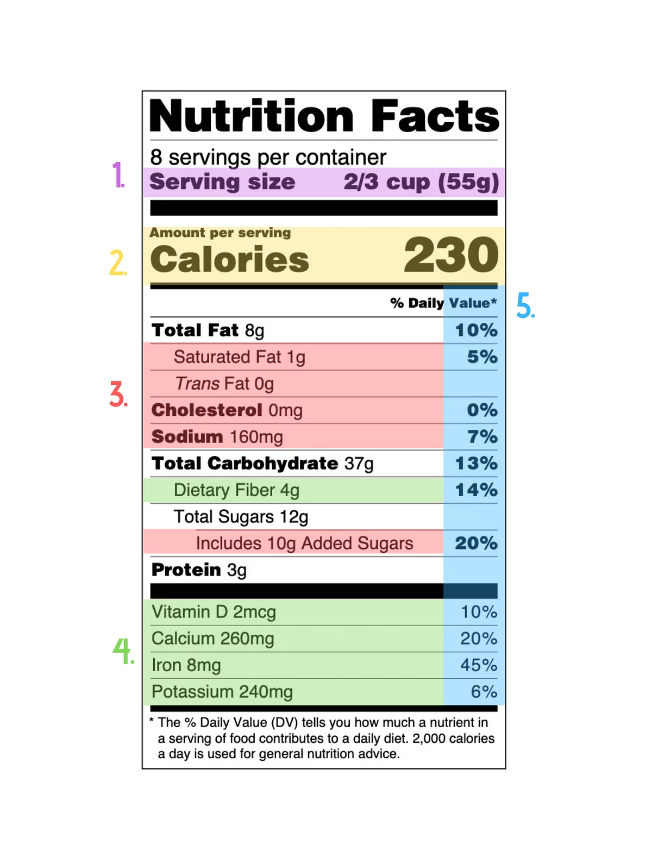 Nutrition Facts
8 servings per container
1.
Serving size 2/3 cup (55g)
Amount per serving
2.
Calories 230
% Daily Value*
5.
Total Fat 8g 10%
Saturated Fat 1g 5%
Trans Fat 0g
3.
Cholesterol 0mg 0%
Sodium 160mg 7%
Total Carbohydrate 37g 13%
Dietary Fiber 4g 14%
Total Sugars 12g
Includes 10g Added Sugars 20%
Protein 3g
Vitamin D 2mcg 10%
Calcium 260mg 20%
4.
Iron 8mg 45%
Potassium 240mg 6%
* The % Daily Value (DV) tells you how much a nutrient in
a serving of food contributes to a daily diet. 2,000 calories
a day is used for general nutrition advice.